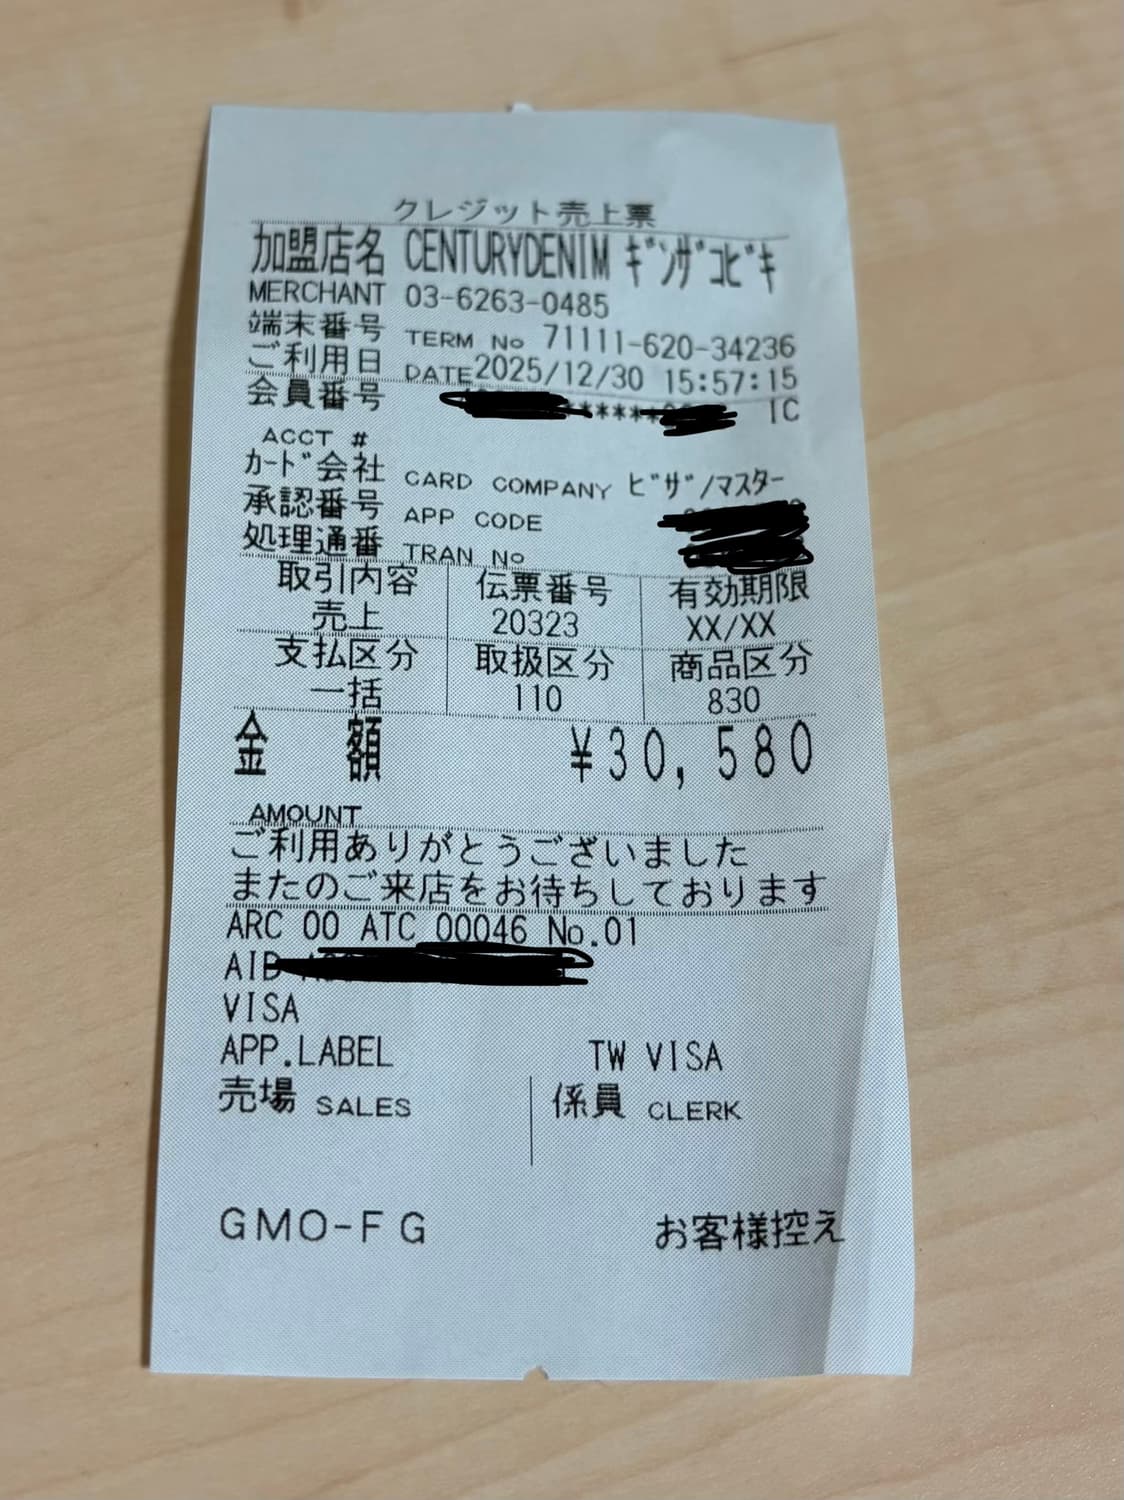 クレジット売上票
加盟店名 CENTURYDENIM ギンザコビキ
MERCHANT 03-6263-0485
端末番号 TERM No 71111-620-34236
ご利用日 DATE 2025/12/30 15:57:15
会員番号 ***** IC
ACCT #
カード会社 CARD COMPANY ビザ/マスター
承認番号 APP CODE
処理通番 TRAN No
取引内容 伝票番号 有効期限
売上 20323 XX/XX
支払区分 取扱区分 商品区分
一括 110 830
金 額 ¥30,580
AMOUNT
ご利用ありがとうございました
またのご来店をお待ちしております
ARC 00 ATC 00046 No.01
AID
VISA
APP.LABEL TW VISA
売場 SALES 係員 CLERK
GMO-FG お客様控え